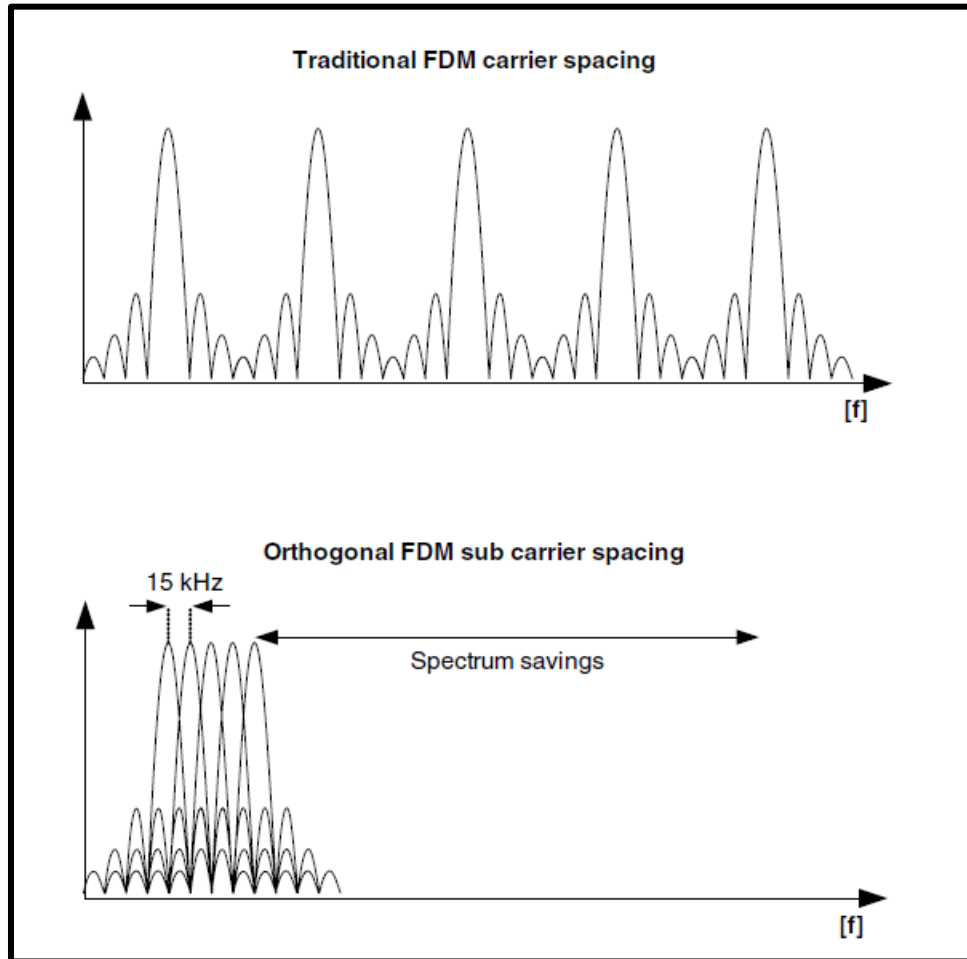 Traditional FDM carrier spacing
[f]
Orthogonal FDM sub carrier spacing
15 kHz
Spectrum savings
[f]